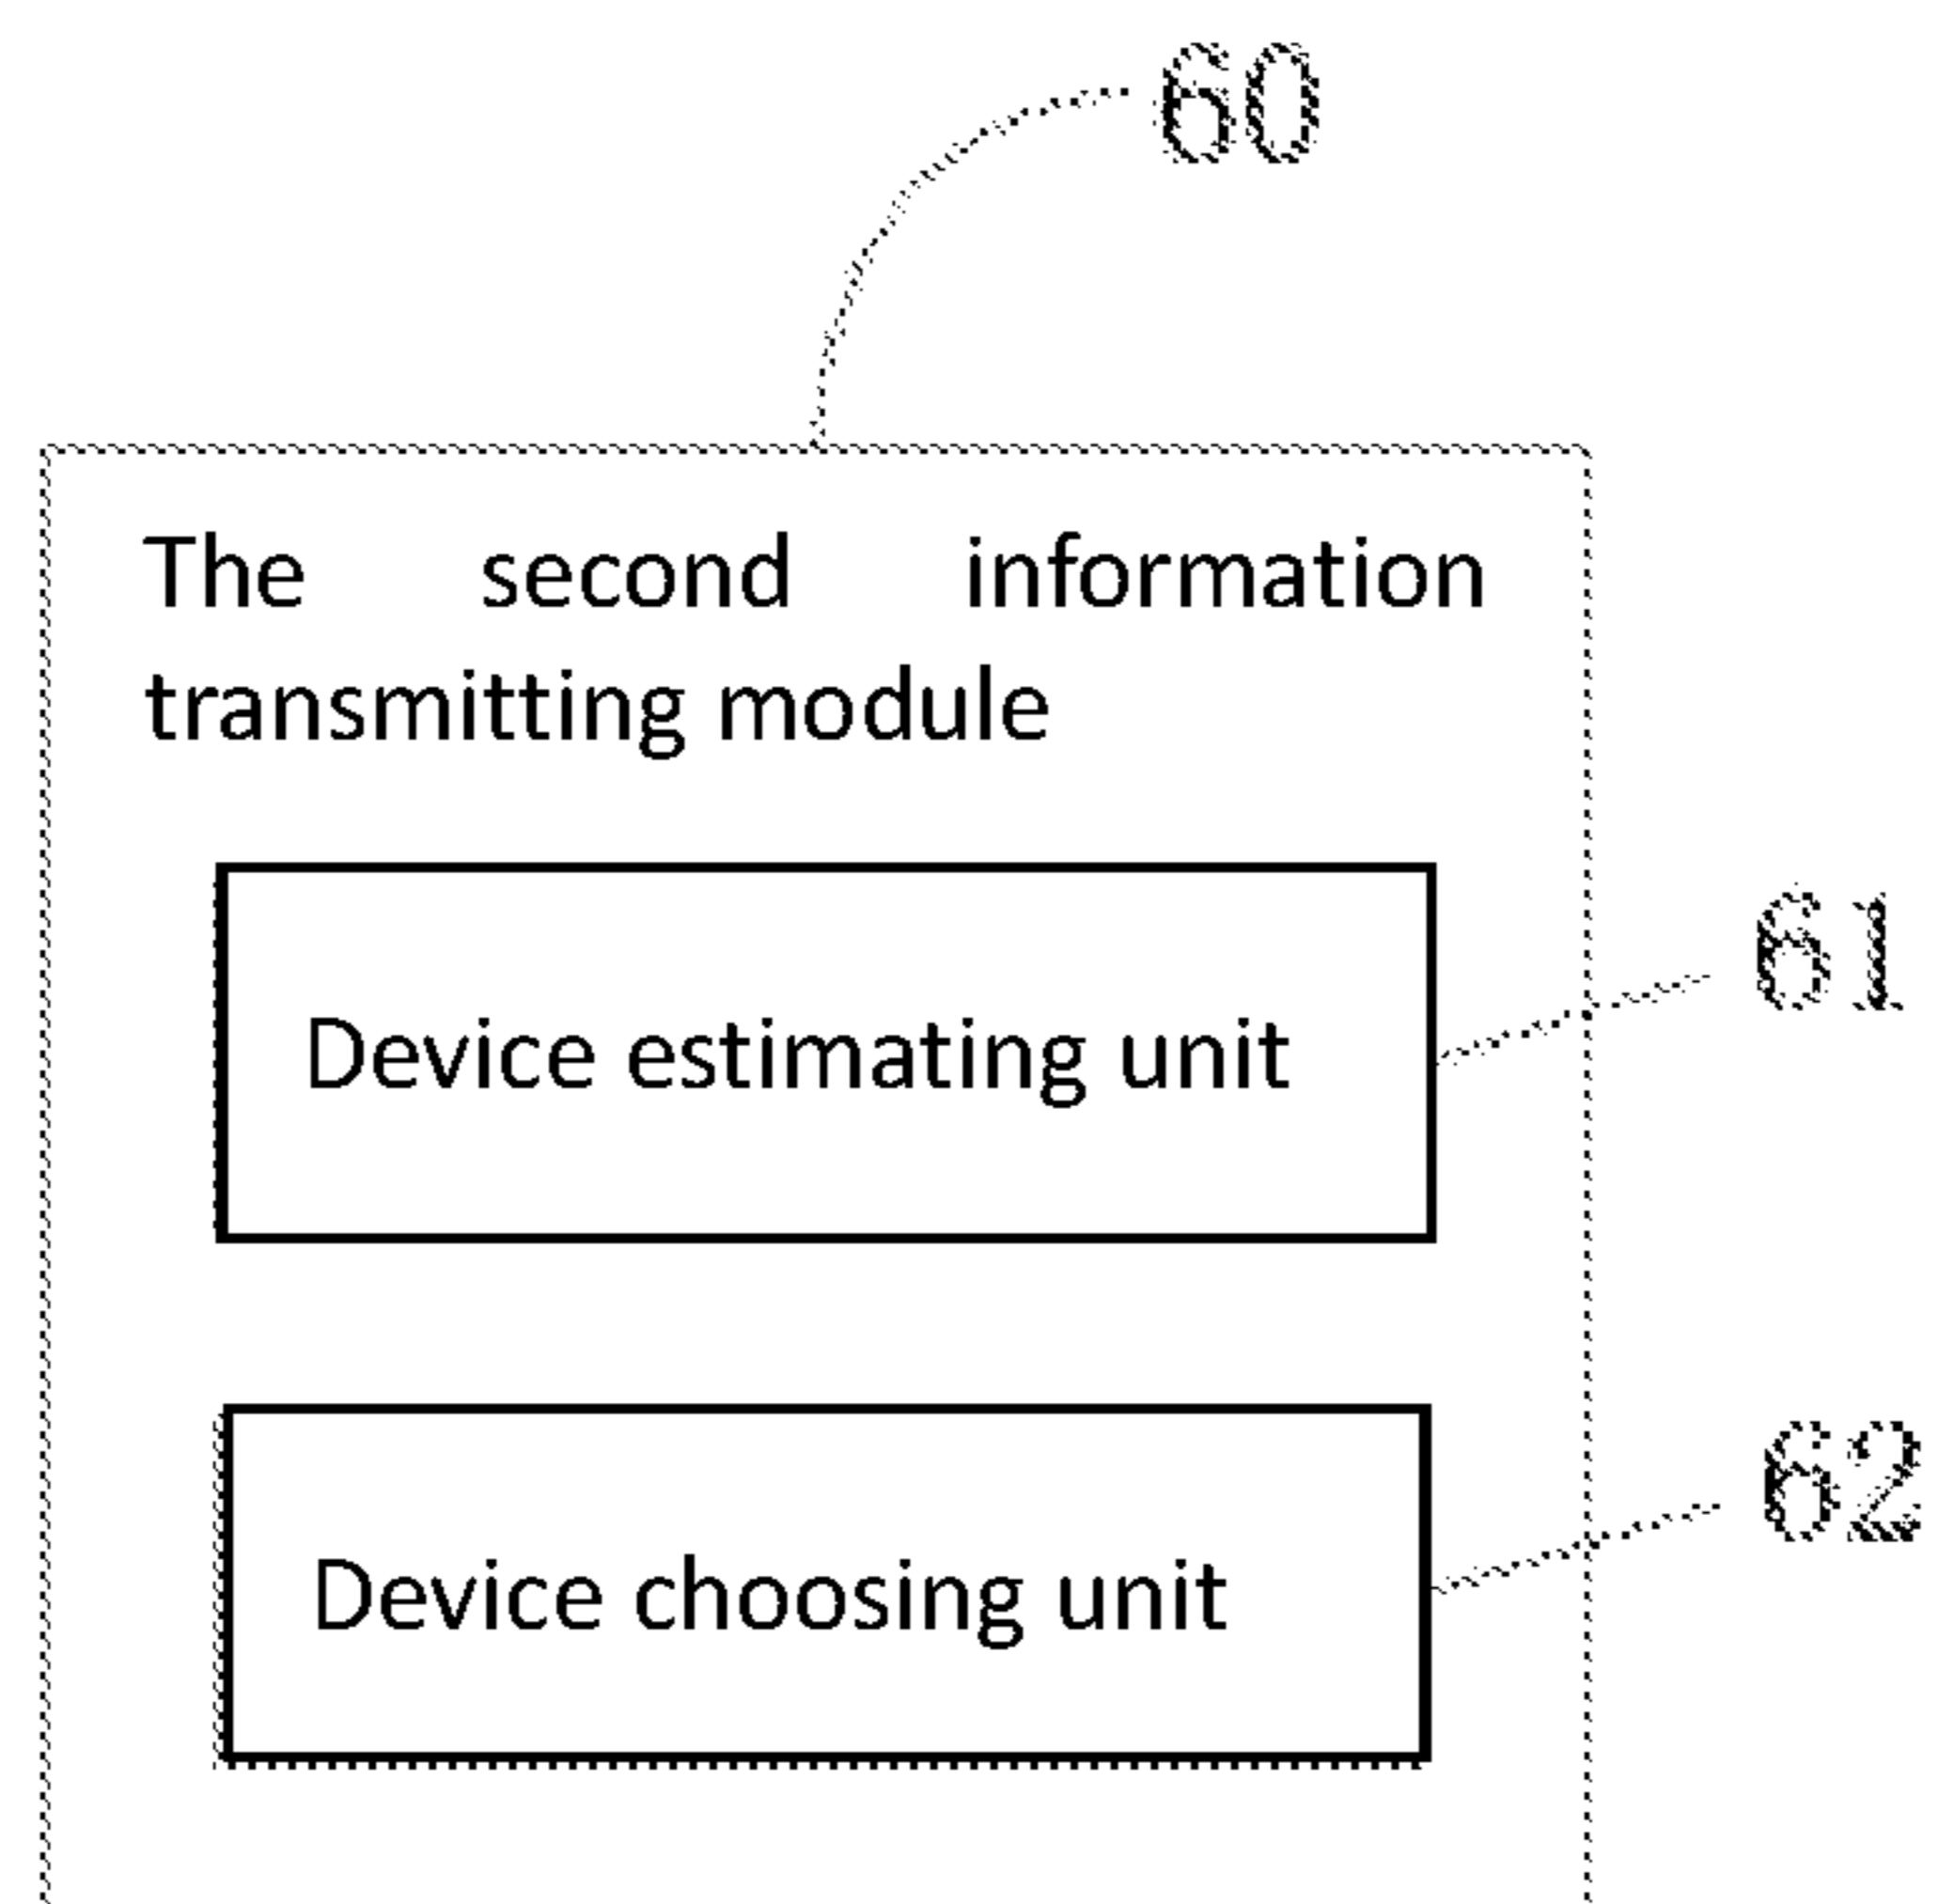 60
The second information
transmitting module
61
Device estimating unit
62
Device choosing unit